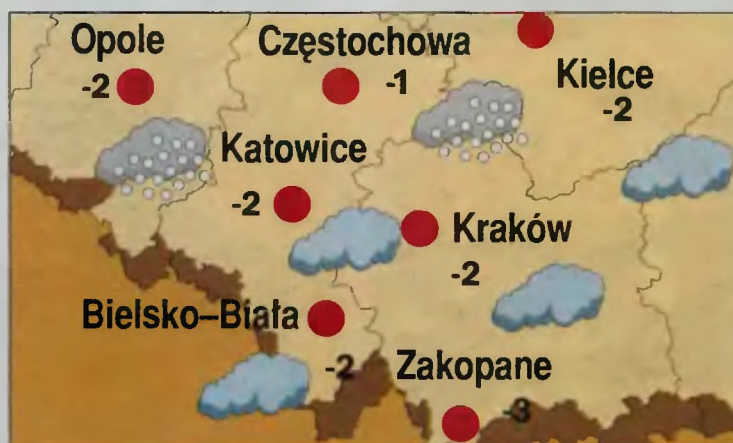 Opole
-2
Częstochowa
-1
Kielce
-2
Katowice
-2
Kraków
-2
Bielsko–Biała
-2
Zakopane
-3